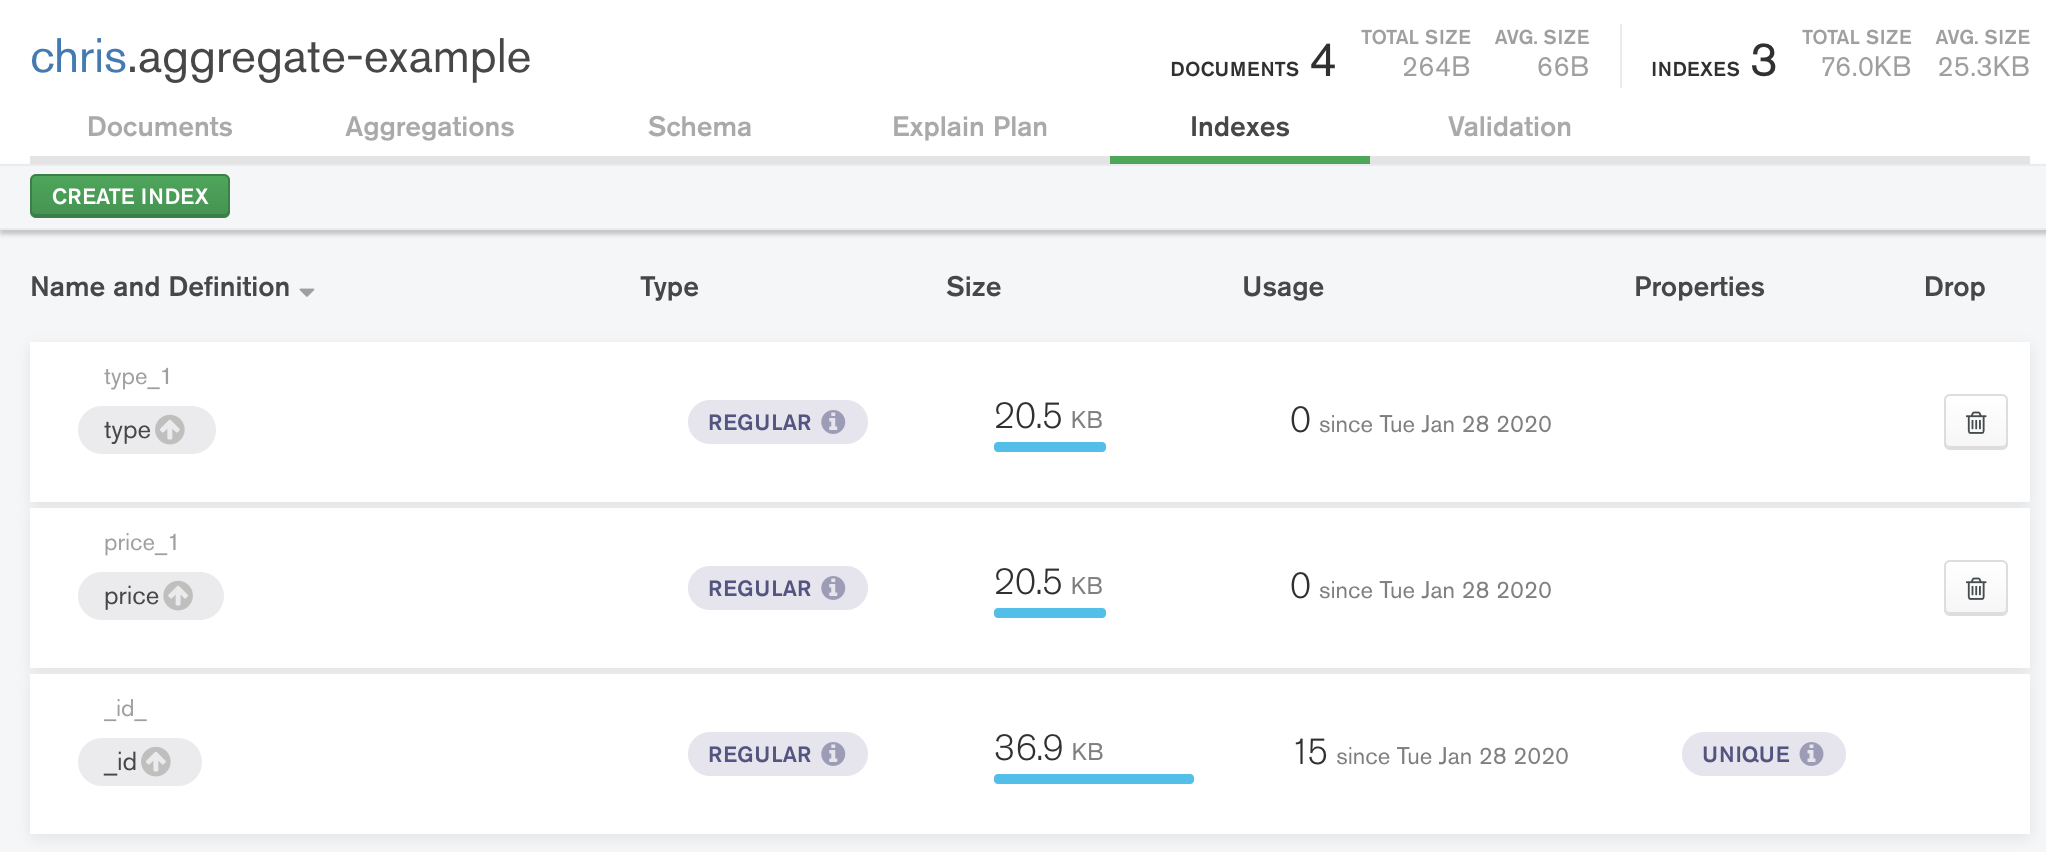 chris.aggregate-example
DOCUMENTS 4 TOTAL SIZE 264B AVG. SIZE 66B INDEXES 3 TOTAL SIZE 76.0KB AVG. SIZE 25.3KB
Documents Aggregations Schema Explain Plan Indexes Validation
CREATE INDEX
Name and Definition Type Size Usage Properties Drop
type_1
type REGULAR 20.5 KB 0 since Tue Jan 28 2020
price_1
price REGULAR 20.5 KB 0 since Tue Jan 28 2020
_id_
_id REGULAR 36.9 KB 15 since Tue Jan 28 2020 UNIQUE